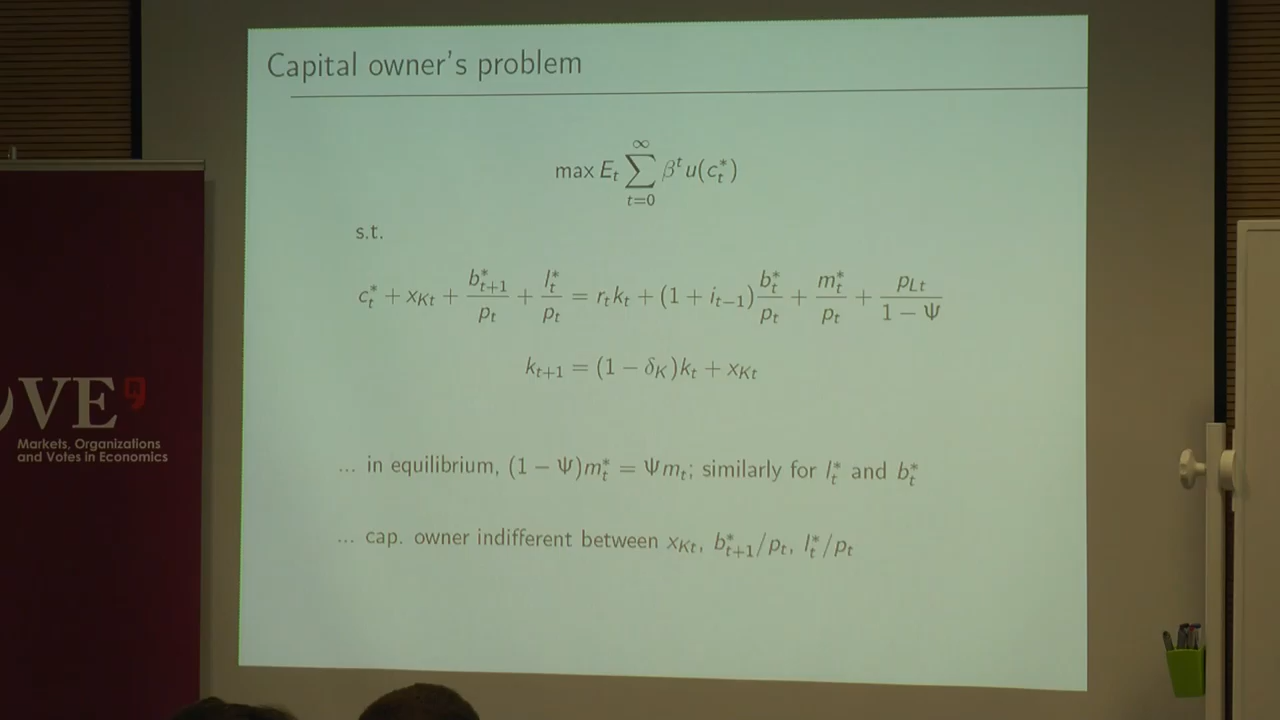 Capital owner's problem
max E_t ∑_{t=0}^{∞} β^t u(c_t^*)
s.t.
c_t^* + x_{Kt} + b_{t+1}^*/p_t + l_t^*/p_t = r_t k_t + (1 + i_{t−1}) b_t^*/p_t + m_t^*/p_t + p_{Lt}/(1 − Ψ)
k_{t+1} = (1 − δ_K)k_t + x_{Kt}
... in equilibrium, (1 − Ψ)m_t^* = Ψm_t; similarly for l_t^* and b_t^*
... cap. owner indifferent between x_{Kt}, b_{t+1}^*/p_t, l_t^*/p_t
OVE
Markets, Organizations
and Votes in Economics